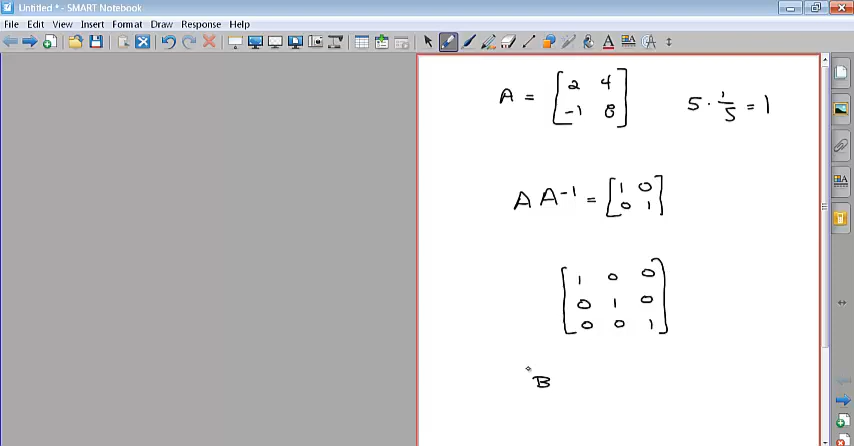 Untitled * - SMART Notebook
File Edit View Insert Format Draw Response Help
A = [2 4
-1 8]
5 · 1/5 = 1
A A⁻¹ = [1 0
0 1]
[1 0 0
0 1 0
0 0 1]
B